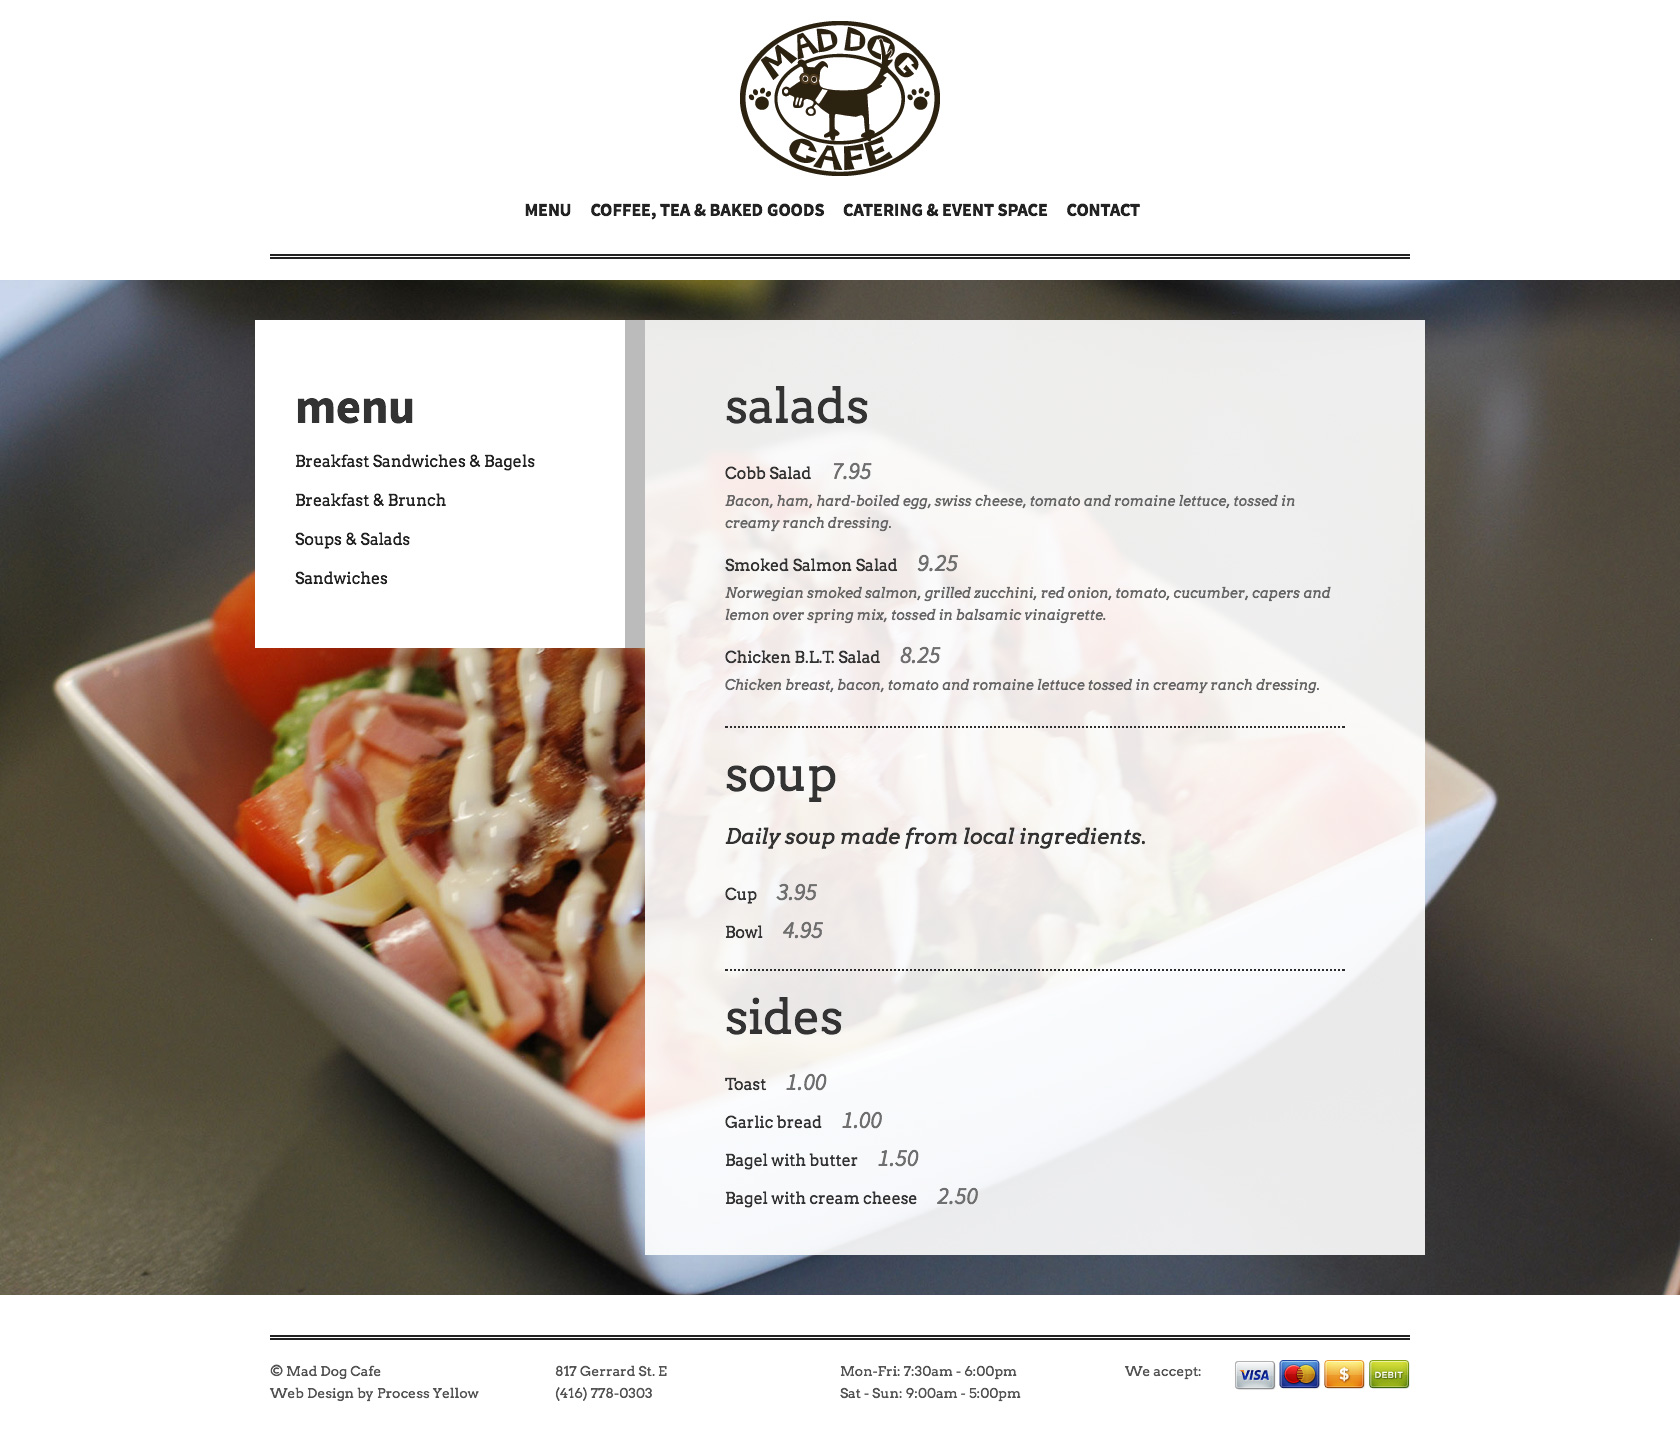 MAD DOG
CAFE
MENU COFFEE, TEA & BAKED GOODS CATERING & EVENT SPACE CONTACT
menu
Breakfast Sandwiches & Bagels
Breakfast & Brunch
Soups & Salads
Sandwiches
salads
Cobb Salad 7.95
Bacon, ham, hard-boiled egg, swiss cheese, tomato and romaine lettuce, tossed in
creamy ranch dressing.
Smoked Salmon Salad 9.25
Norwegian smoked salmon, grilled zucchini, red onion, tomato, cucumber, capers and
lemon over spring mix, tossed in balsamic vinaigrette.
Chicken B.L.T. Salad 8.25
Chicken breast, bacon, tomato and romaine lettuce tossed in creamy ranch dressing.
soup
Daily soup made from local ingredients.
Cup 3.95
Bowl 4.95
sides
Toast 1.00
Garlic bread 1.00
Bagel with butter 1.50
Bagel with cream cheese 2.50
© Mad Dog Cafe
Web Design by Process Yellow
817 Gerrard St. E
(416) 778-0303
Mon-Fri: 7:30am - 6:00pm
Sat - Sun: 9:00am - 5:00pm
We accept:
VISA
$
DEBIT